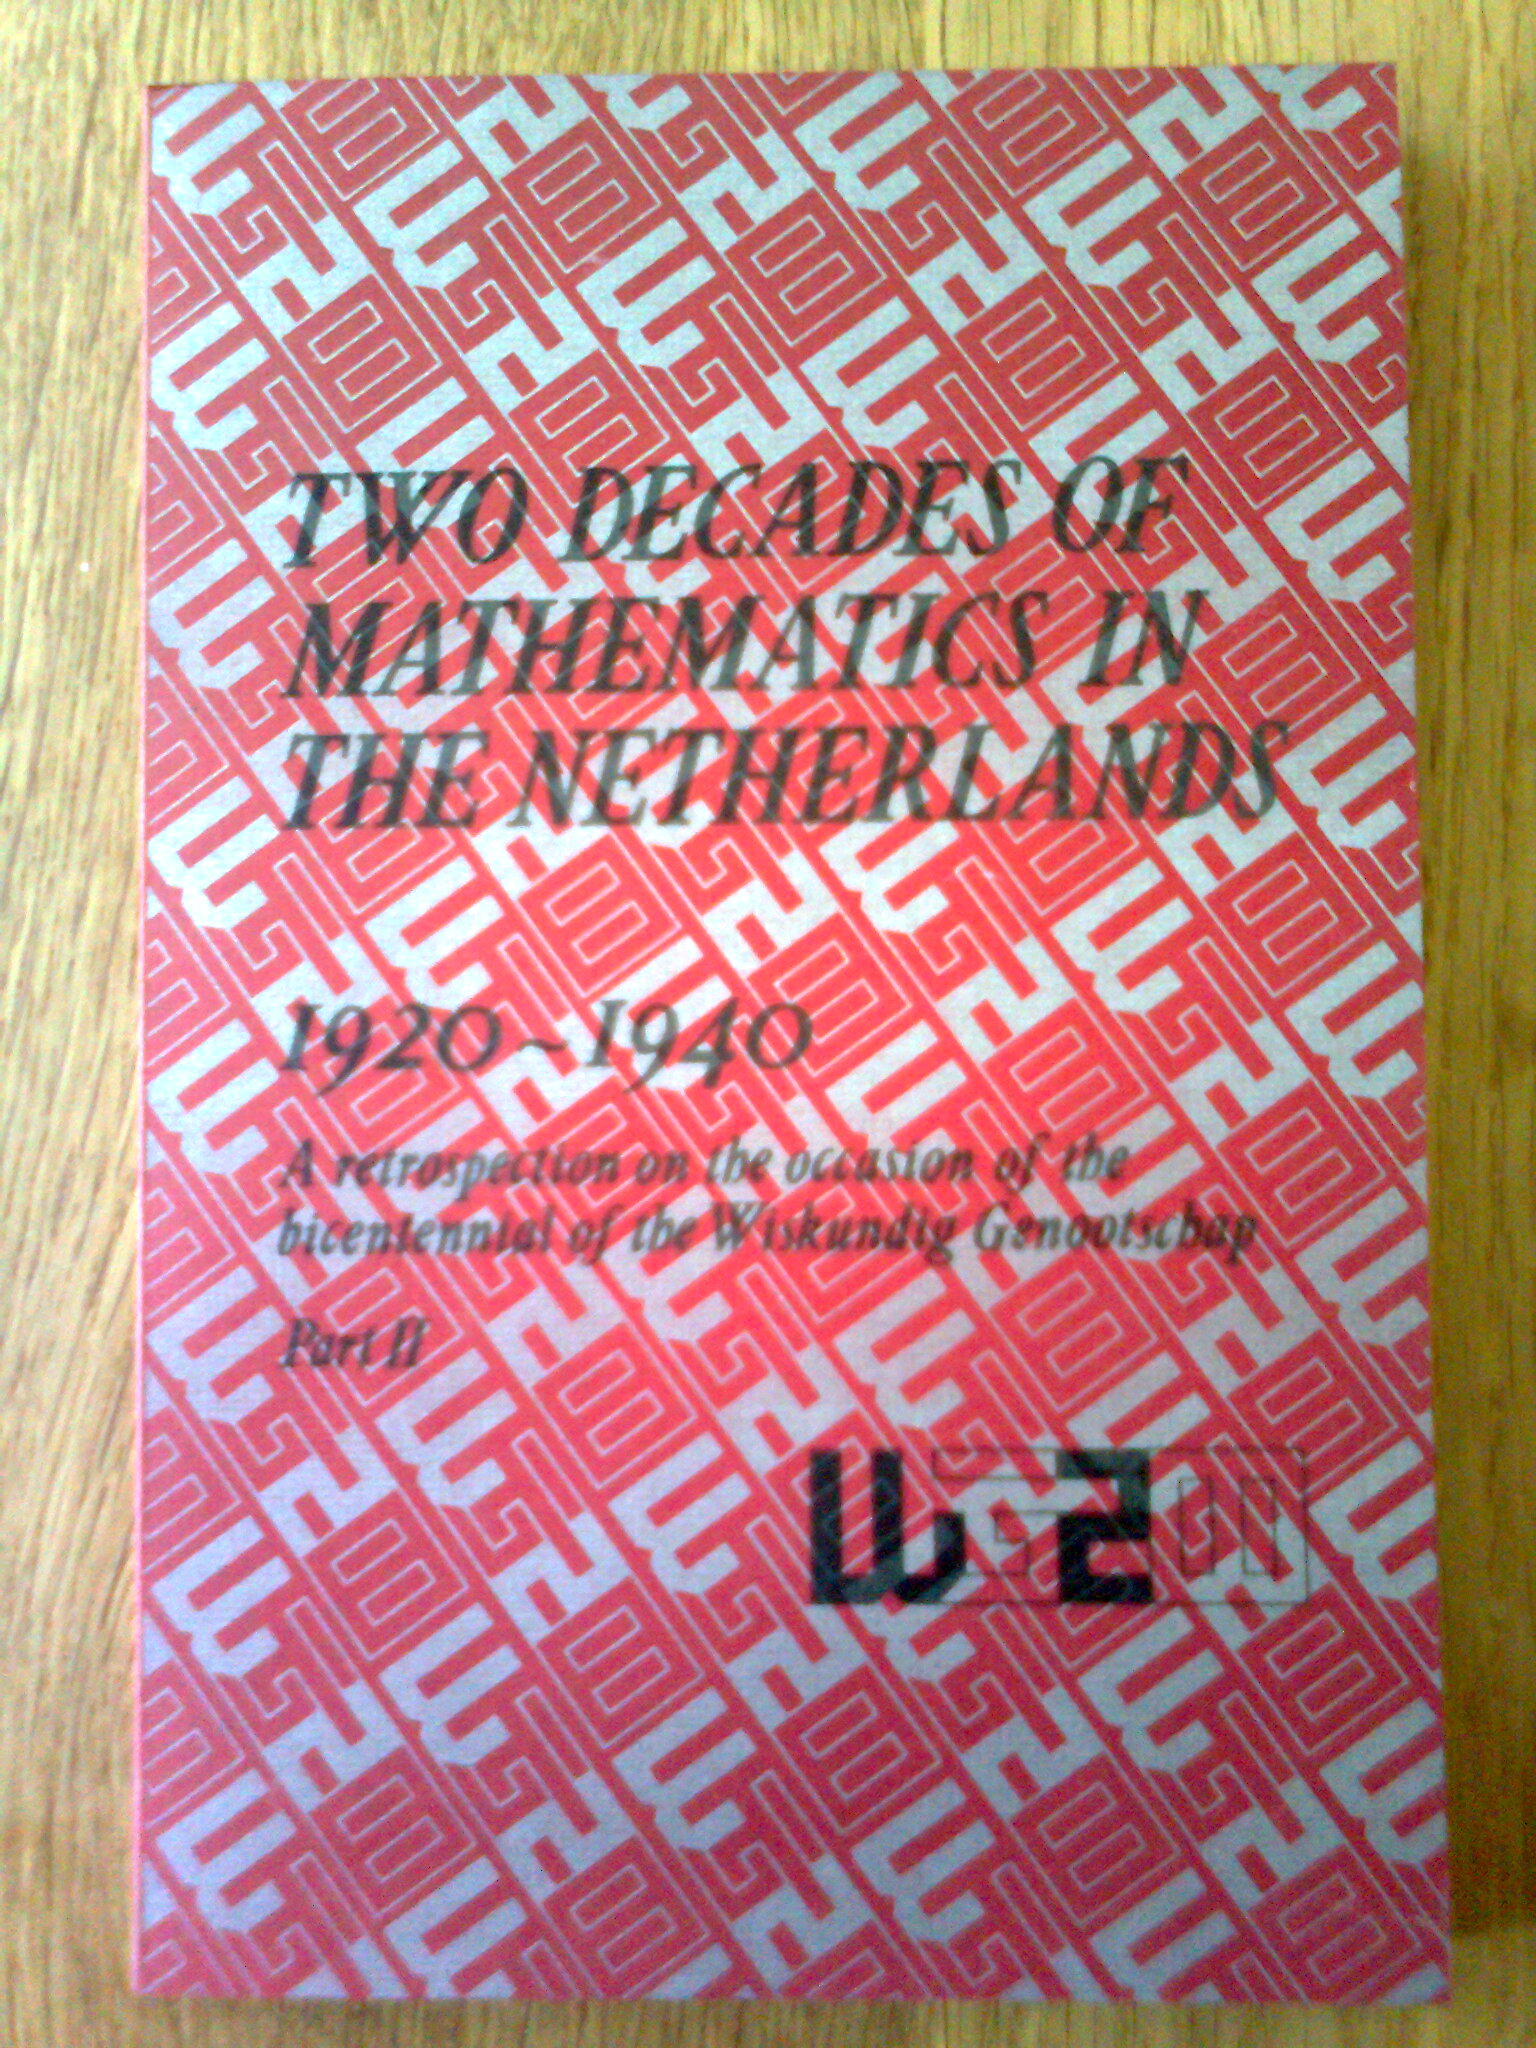 TWO DECADES OF
MATHEMATICS IN
THE NETHERLANDS
1920~1940
A retrospection on the occasion of the
bicentennial of the Wiskundig Genootschap
Part II
WG200